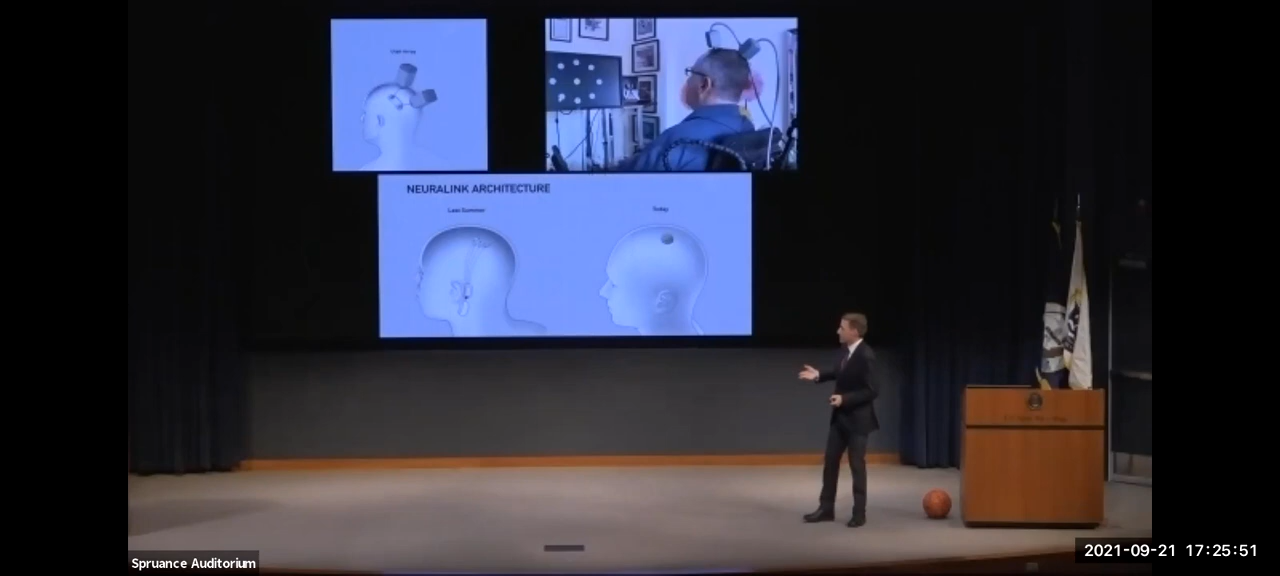 NEURALINK ARCHITECTURE
Last Summer
Today
Spruance Auditorium
2021-09-21 17:25:51